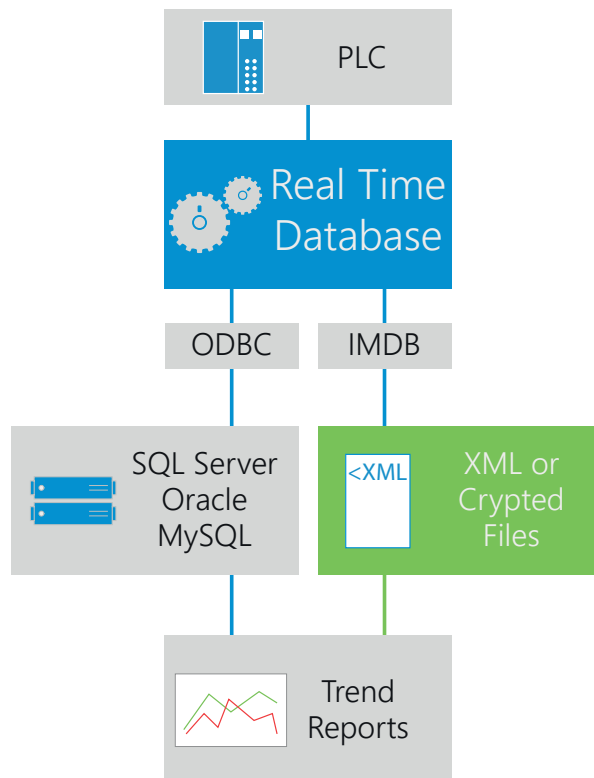 PLC
Real Time
Database
ODBC
IMDB
SQL Server
Oracle
MySQL
<XML
XML or
Crypted
Files
Trend
Reports